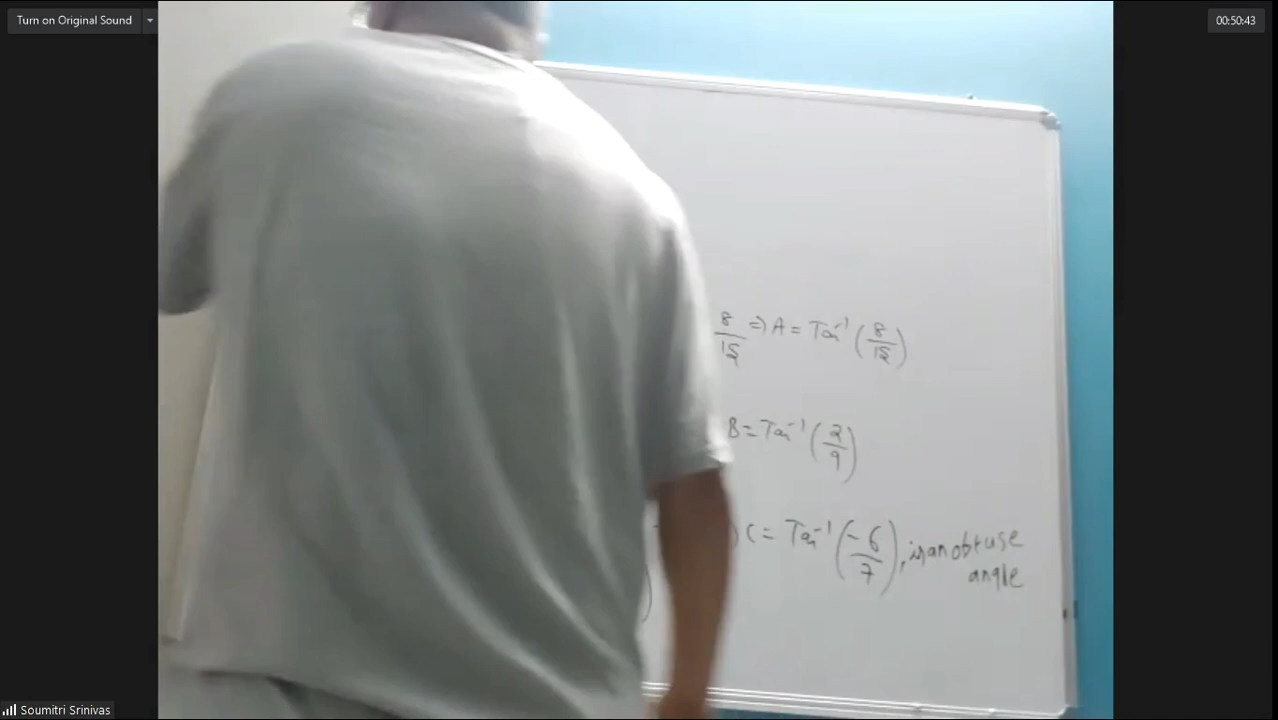 Turn on Original Sound
00:50:43
8/15 => A = Tan⁻¹ (8/15)
B = Tan⁻¹ (2/9)
C = Tan⁻¹ (-6/7), is an obtuse
angle
Soumitri Srinivas